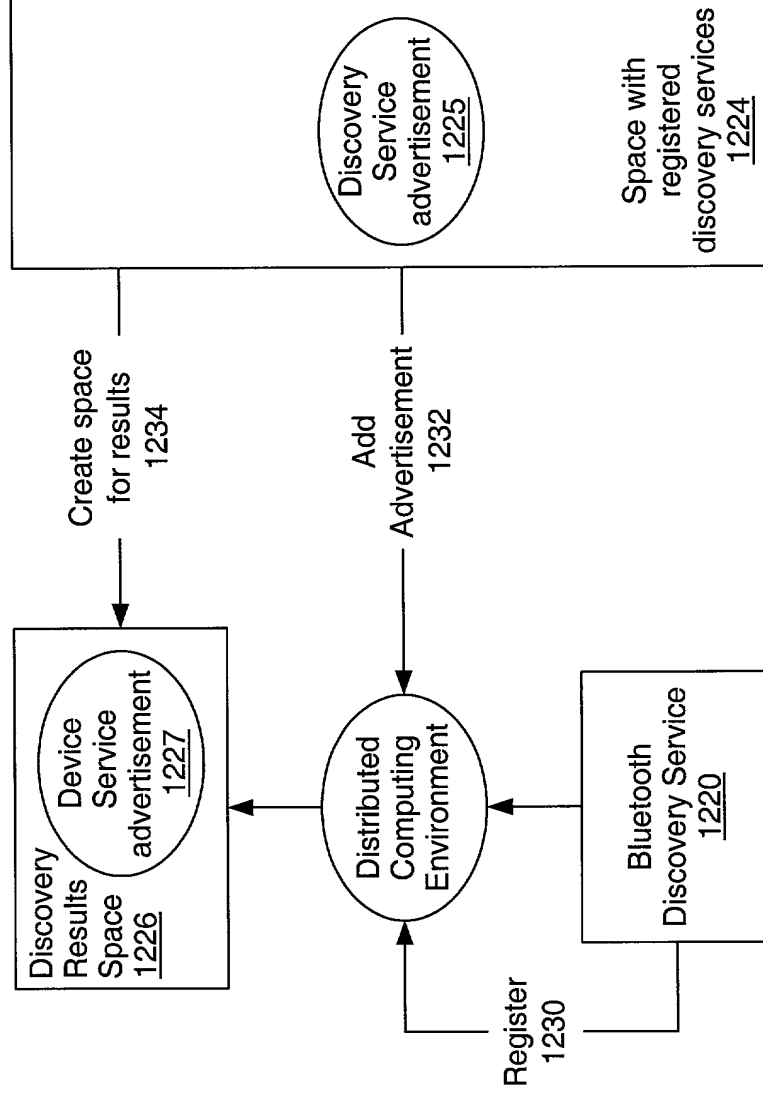 Discovery
Results
Space
1226
Device
Service
advertisement
1227
Create space
for results
1234
Discovery
Service
advertisement
1225
Space with
registered
discovery services
1224
Distributed
Computing
Environment
Add
Advertisement
1232
Register
1230
Bluetooth
Discovery Service
1220